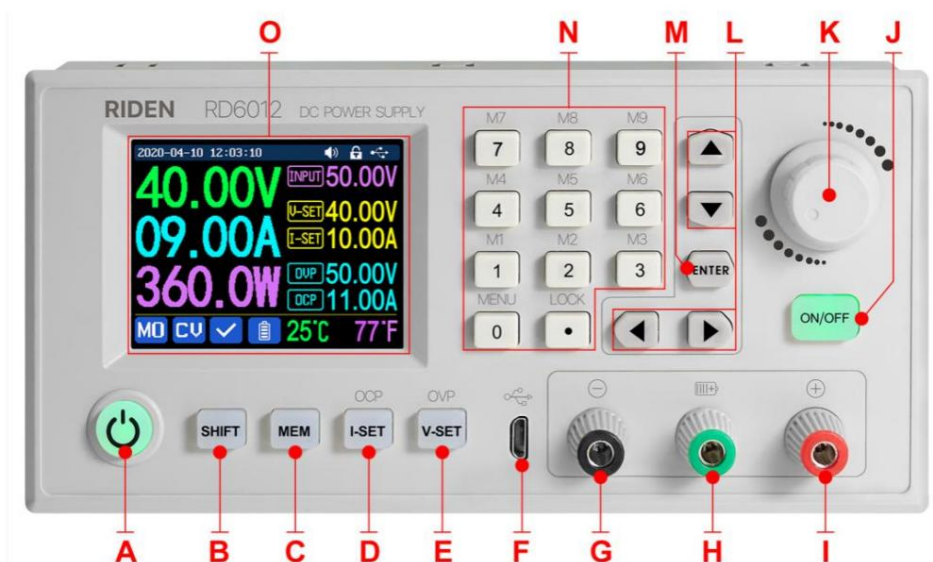 O N M L K J
RIDEN RD6012 DC POWER SUPPLY
2020-04-10 12:03:10
40.00V INPUT 50.00V
V-SET 40.00V
09.00A I-SET 10.00A
360.0W OVP 50.00V
OCP 11.00A
M0 CV 25℃ 77℉
M7 M8 M9
7 8 9
M4 M5 M6
4 5 6
M1 M2 M3
1 2 3
MENU LOCK
0 •
ENTER
ON/OFF
OCP OVP
SHIFT MEM I-SET V-SET
A B C D E F G H I